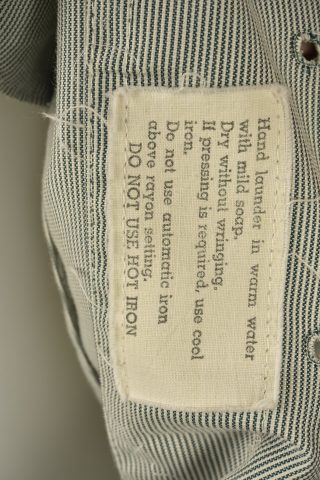 Hand launder in warm water
with mild soap.
Dry without wringing.
If pressing is required, use cool
iron.
Do not use automatic iron
above rayon setting.
DO NOT USE HOT IRON